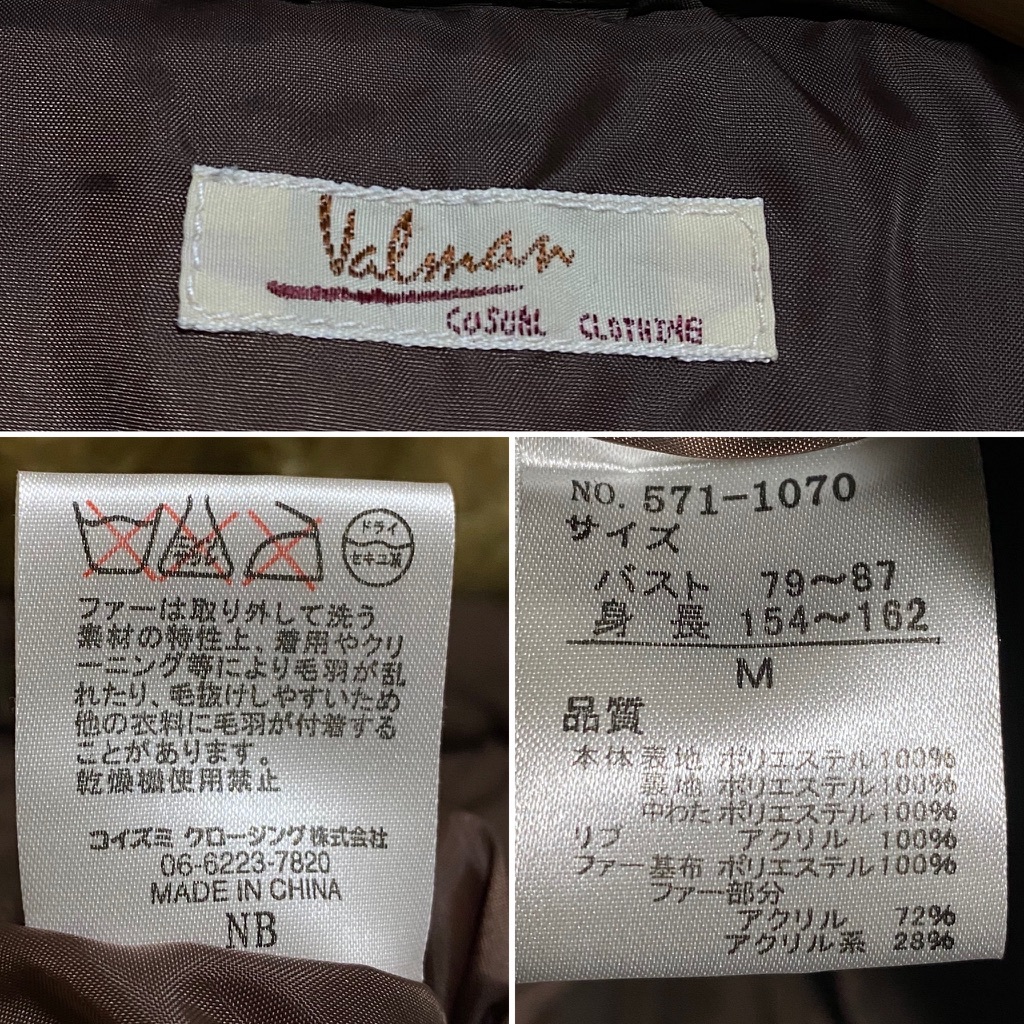 Valman
CASUAL CLOTHING
ドライ
セキユ系
ファーは取り外して洗う
素材の特性上、着用やクリ
ーニング等により毛羽が乱
れたり、毛抜けしやすいため
他の衣料に毛羽が付着する
ことがあります。
乾燥機使用禁止
コイズミ クロージング株式会社
06-6223-7820
MADE IN CHINA
NB
NO. 571-1070
サイズ
バスト 79〜87
身長 154〜162
M
品質
本体表地 ポリエステル100%
裏地 ポリエステル100%
中わた ポリエステル100%
リブ アクリル 100%
ファー基布 ポリエステル100%
ファー部分
アクリル 72%
アクリル系 28%